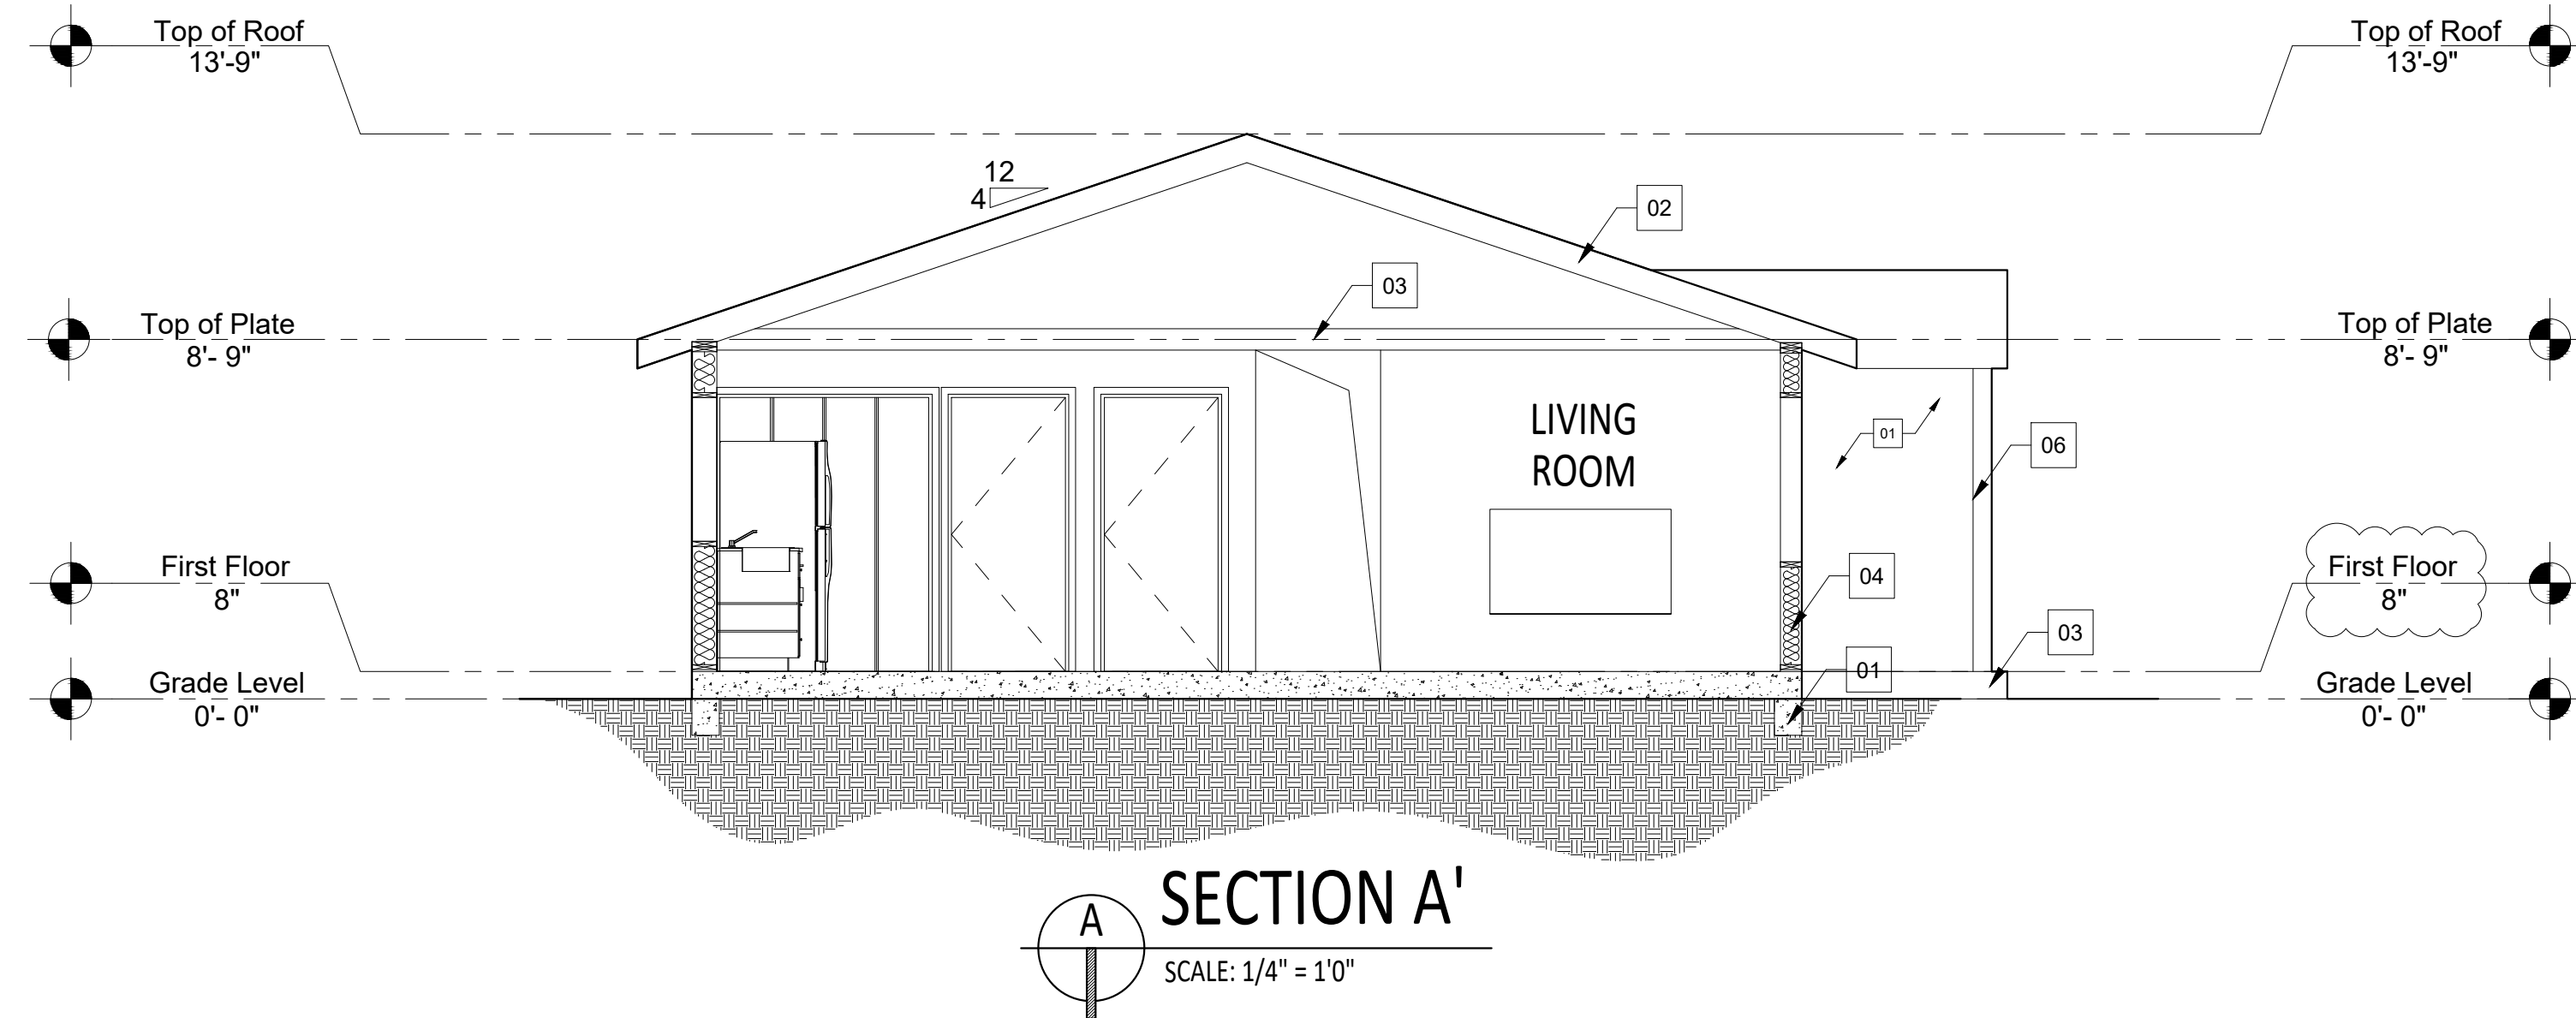 Top of Roof
13'-9"
Top of Roof
13'-9"
12
4
02
03
Top of Plate
8'- 9"
Top of Plate
8'- 9"
LIVING
ROOM
01
06
First Floor
8"
04
First Floor
8"
03
01
Grade Level
0'- 0"
Grade Level
0'- 0"
A
SECTION A'
SCALE: 1/4" = 1'0"